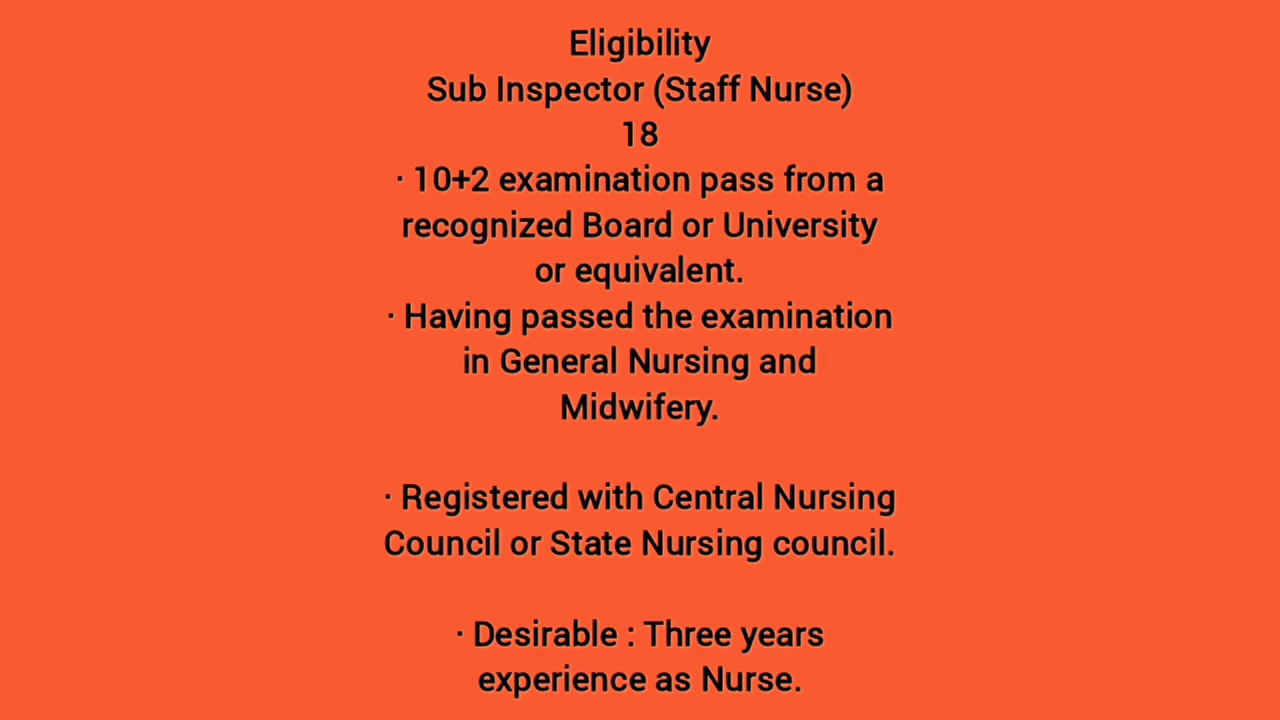 Eligibility
Sub Inspector (Staff Nurse)
18
· 10+2 examination pass from a
recognized Board or University
or equivalent.
· Having passed the examination
in General Nursing and
Midwifery.
· Registered with Central Nursing
Council or State Nursing council.
· Desirable : Three years
experience as Nurse.